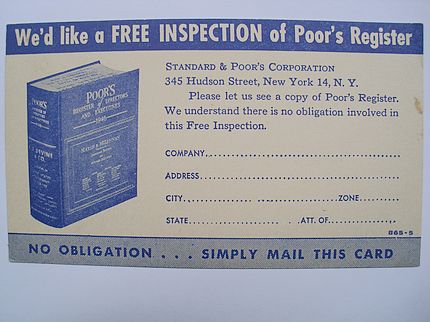 We'd like a FREE INSPECTION of Poor's Register
STANDARD & POOR'S CORPORATION
345 Hudson Street, New York 14, N. Y.
Please let us see a copy of Poor's Register.
We understand there is no obligation involved in
this Free Inspection.
COMPANY
ADDRESS
CITY ZONE
STATE ATT. OF
865-5
NO OBLIGATION . . . SIMPLY MAIL THIS CARD
POOR'S
REGISTER of DIRECTORS
AND EXECUTIVES
1946
POOR'S
REGISTER